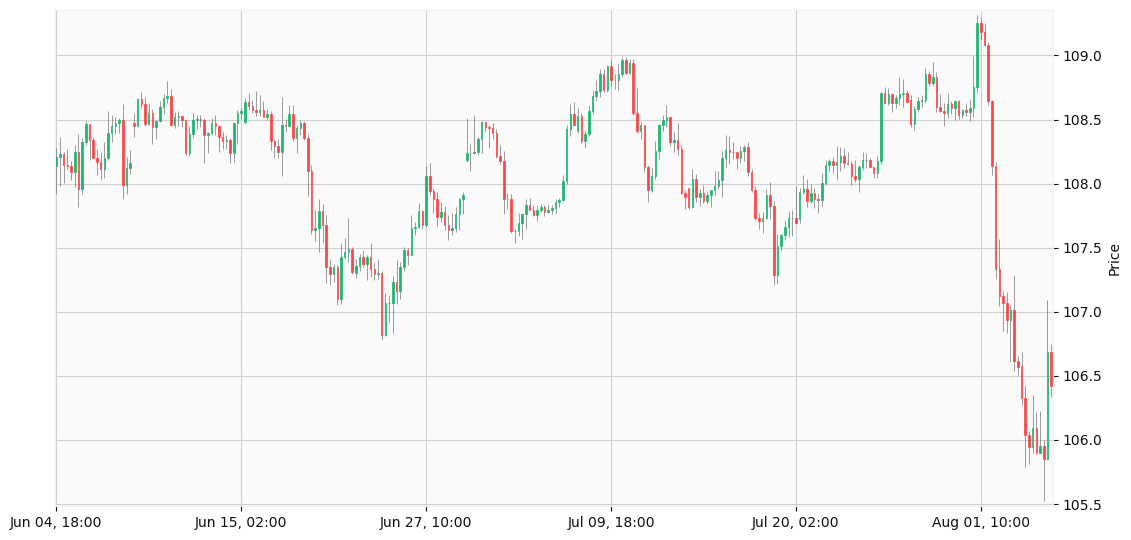 109.0
108.5
108.0
107.5
107.0
106.5
106.0
105.5
Price
Jun 04, 18:00
Jun 15, 02:00
Jun 27, 10:00
Jul 09, 18:00
Jul 20, 02:00
Aug 01, 10:00